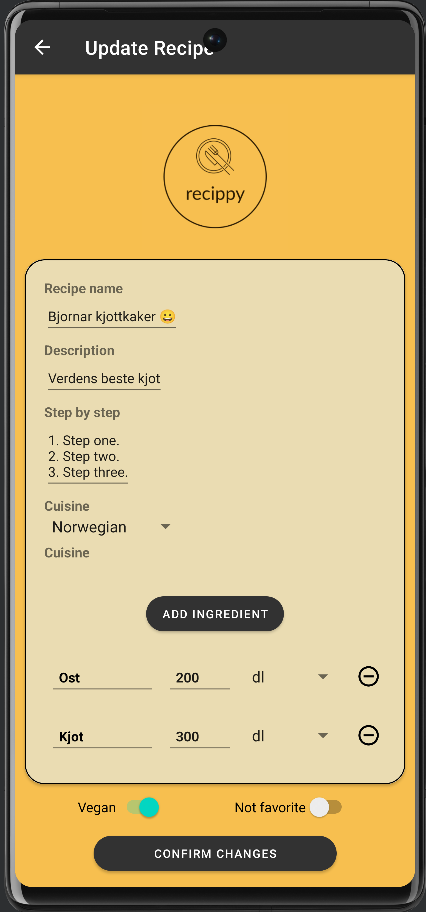 Update Recipe
recippy
Recipe name
Bjornar kjottkaker 😀
Description
Verdens beste kjot
Step by step
1. Step one.
2. Step two.
3. Step three.
Cuisine
Norwegian
Cuisine
ADD INGREDIENT
Ost 200 dl
Kjot 300 dl
Vegan Not favorite
CONFIRM CHANGES